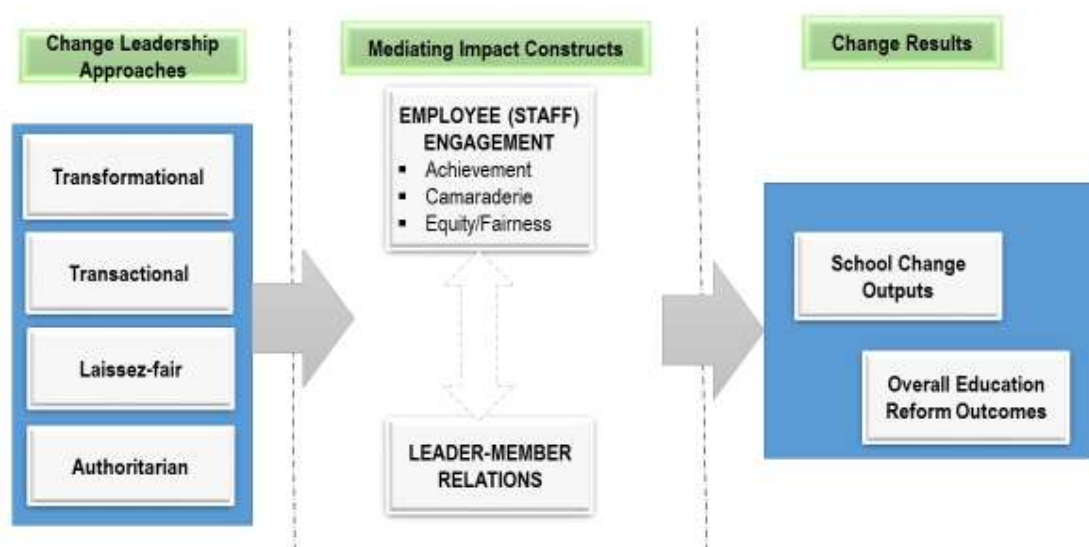 Change Leadership
Approaches
Transformational
Transactional
Laissez-fair
Authoritarian
Mediating Impact Constructs
EMPLOYEE (STAFF)
ENGAGEMENT
▪ Achievement
▪ Camaraderie
▪ Equity/Fairness
LEADER-MEMBER
RELATIONS
Change Results
School Change
Outputs
Overall Education
Reform Outcomes